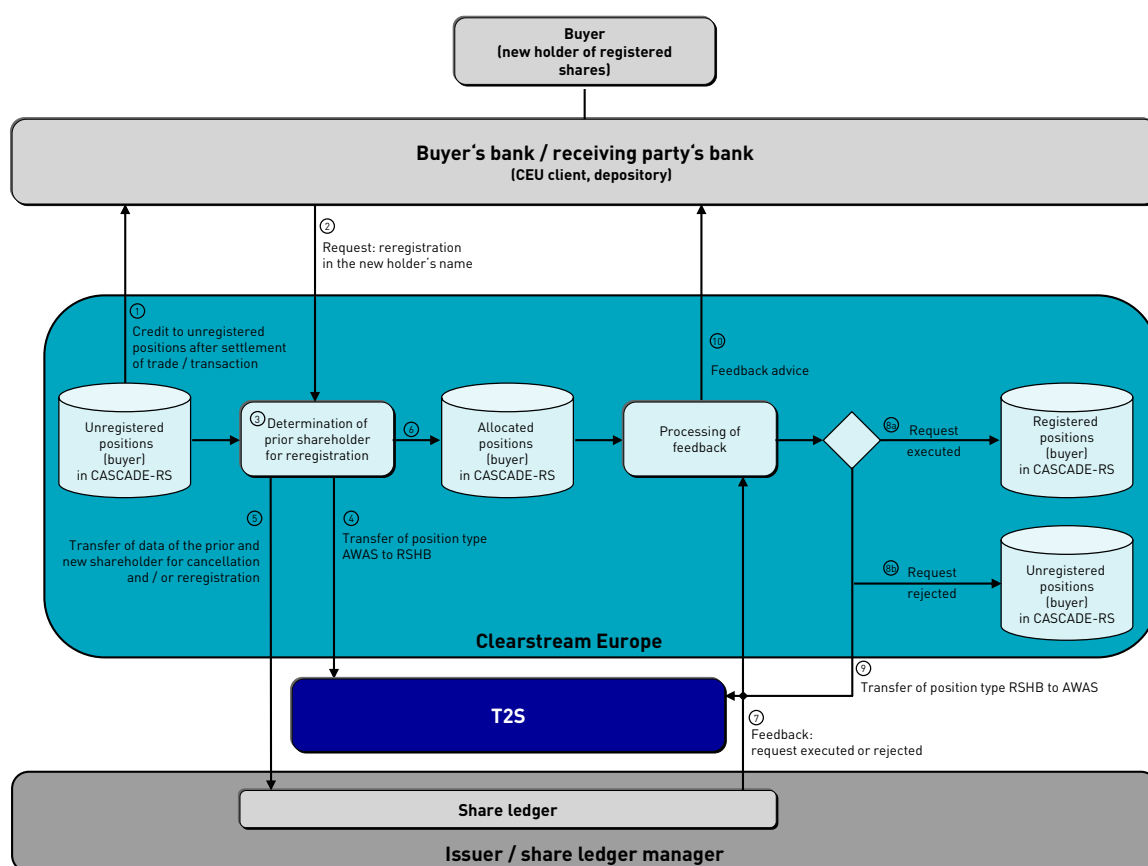 Buyer
(new holder of registered
shares)
Buyer‘s bank / receiving party‘s bank
(CEU client, depository)
2
Request: reregistration
in the new holder‘s name
1
Credit to unregistered
positions after settlement
of trade / transaction
10
Feedback advice
Unregistered
positions
(buyer)
in CASCADE-RS
3
Determination of
prior shareholder
for reregistration
6
Allocated
positions
(buyer)
in CASCADE-RS
Processing of
feedback
8a
Request
executed
Registered
positions
(buyer)
in CASCADE-RS
5
Transfer of data of the prior and
new shareholder for cancellation
and / or reregistration
4
Transfer of position type
AWAS to RSHB
8b
Request
rejected
Unregistered
positions
(buyer)
in CASCADE-RS
Clearstream Europe
9
Transfer of position type RSHB to AWAS
T2S
7
Feedback:
request executed or rejected
Share ledger
Issuer / share ledger manager